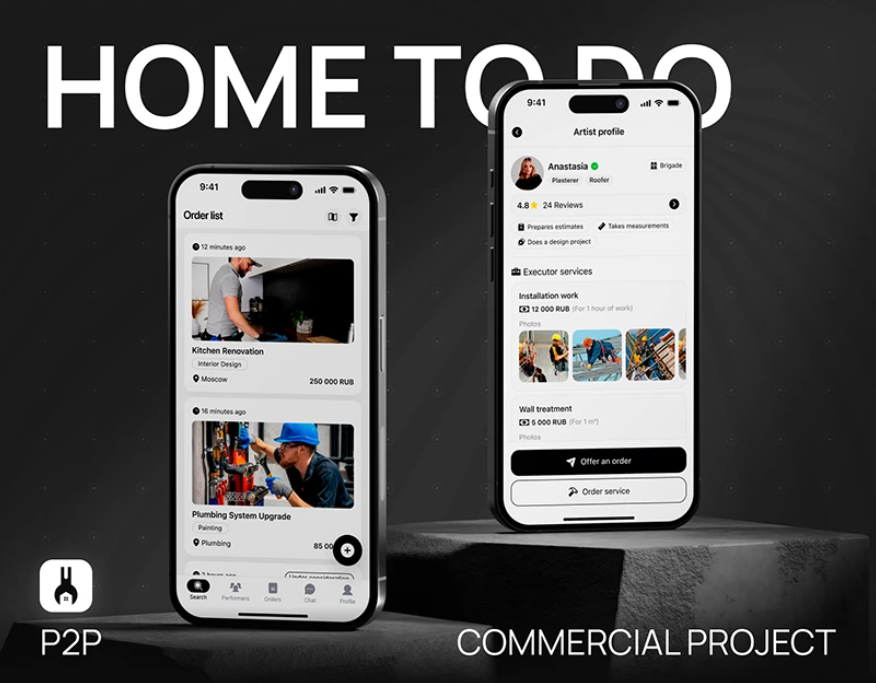 HOME TO DO
9:41
Order list
12 minutes ago
Kitchen Renovation
Interior Design
Moscow
250 000 RUB
16 minutes ago
Plumbing System Upgrade
Painting
Plumbing
85 00
Search
Performers
Orders
Chat
Profile
9:41
Artist profile
Anastasia
Brigade
Plasterer
Roofer
4.8 24 Reviews
Prepares estimates
Takes measurements
Does a design project
Executor services
Installation work
12 000 RUB (For 1 hour of work)
Photos
Wall treatment
5 000 RUB (For 1 m²)
Photos
Offer an order
Order service
P2P
COMMERCIAL PROJECT